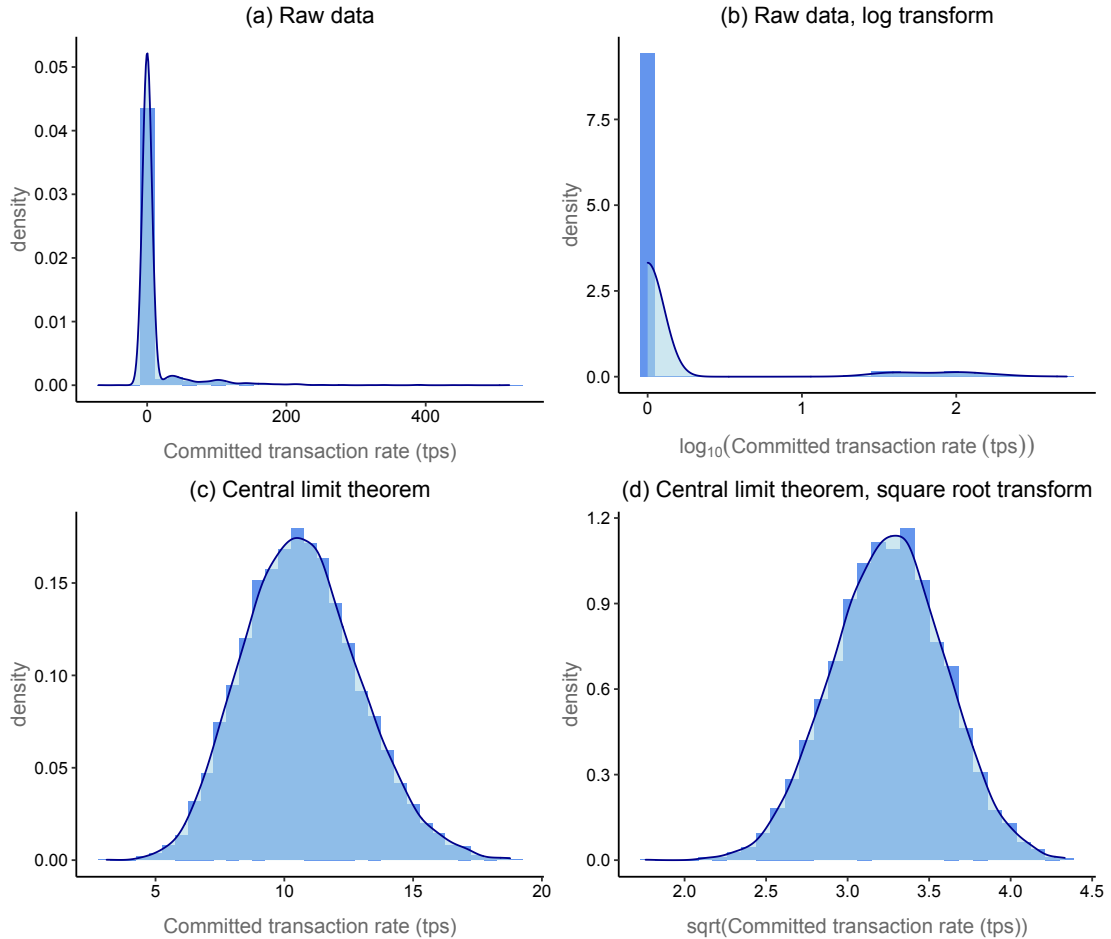 (a) Raw data
0.05
0.04
0.03
0.02
0.01
0.00
density
0
200
400
Committed transaction rate (tps)
(b) Raw data, log transform
7.5
5.0
2.5
0.0
density
0
1
2
log₁₀(Committed transaction rate (tps))
(c) Central limit theorem
0.15
0.10
0.05
0.00
density
5
10
15
20
Committed transaction rate (tps)
(d) Central limit theorem, square root transform
1.2
0.9
0.6
0.3
0.0
density
2.0
2.5
3.0
3.5
4.0
4.5
sqrt(Committed transaction rate (tps))